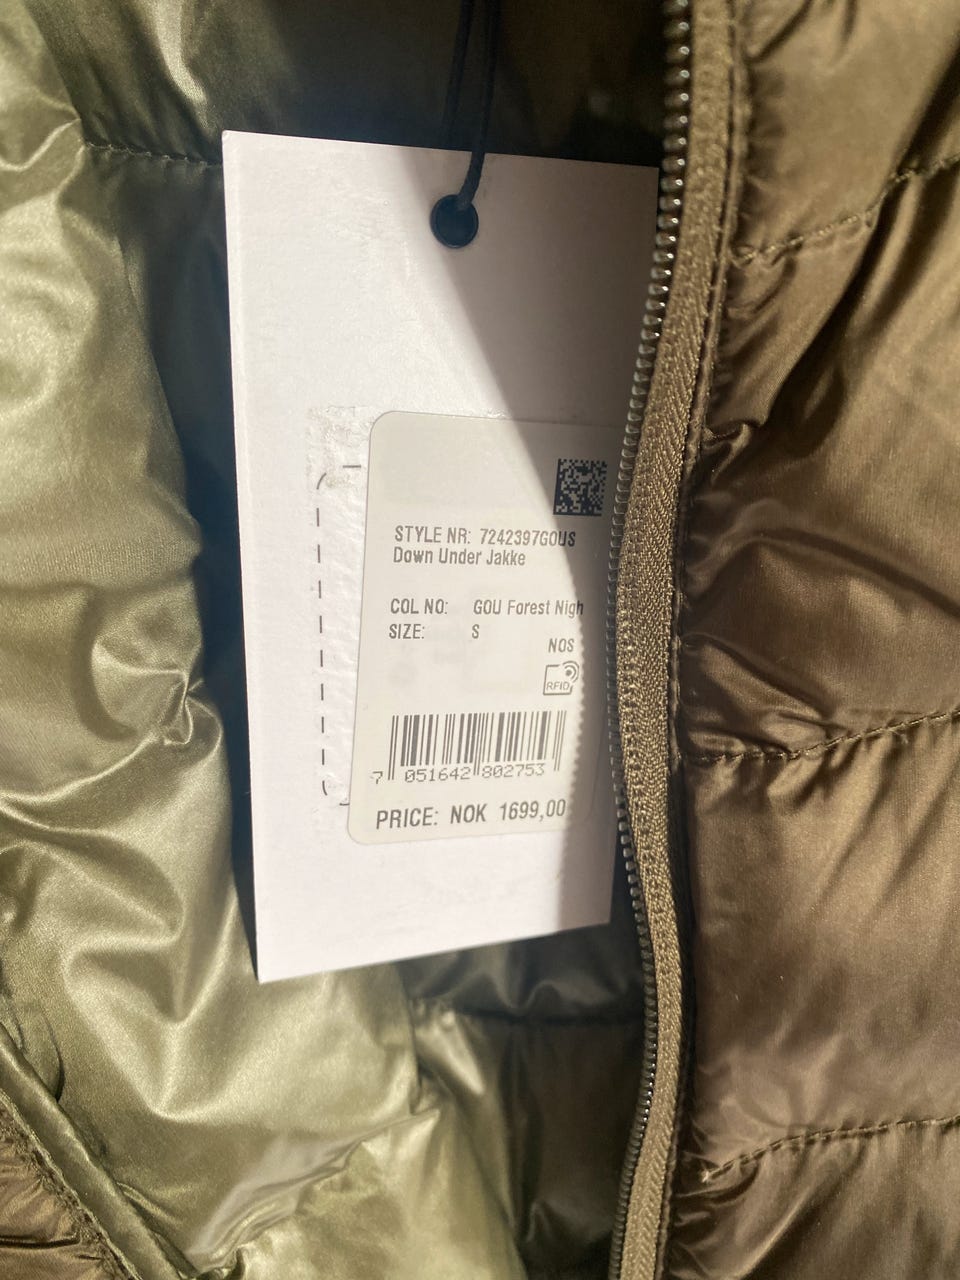 STYLE NR: 7242397GOUS
Down Under Jakke
COL NO: GOU Forest Nigh
SIZE: S
NOS
RFID
7 051642 802753
PRICE: NOK 1699,00